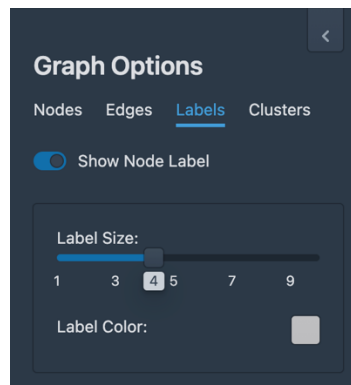 Graph Options
Nodes Edges Labels Clusters
Show Node Label
Label Size:
1 3 4 5 7 9
Label Color: